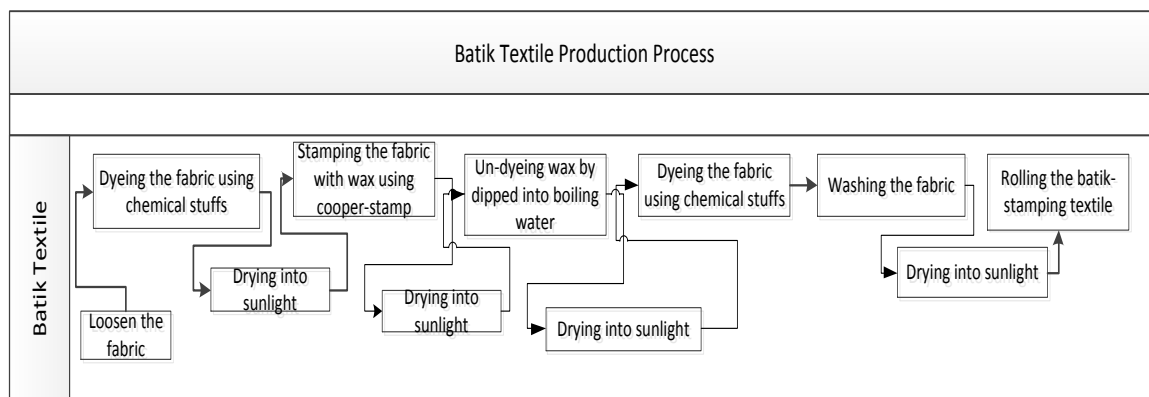 Batik Textile Production Process
Batik Textile
Dyeing the fabric using
chemical stuffs
Stamping the fabric
with wax using
cooper-stamp
Un-dyeing wax by
dipped into boiling
water
Dyeing the fabric
using chemical stuffs
Washing the fabric
Rolling the batik-
stamping textile
Loosen the
fabric
Drying into
sunlight
Drying into
sunlight
Drying into sunlight
Drying into sunlight